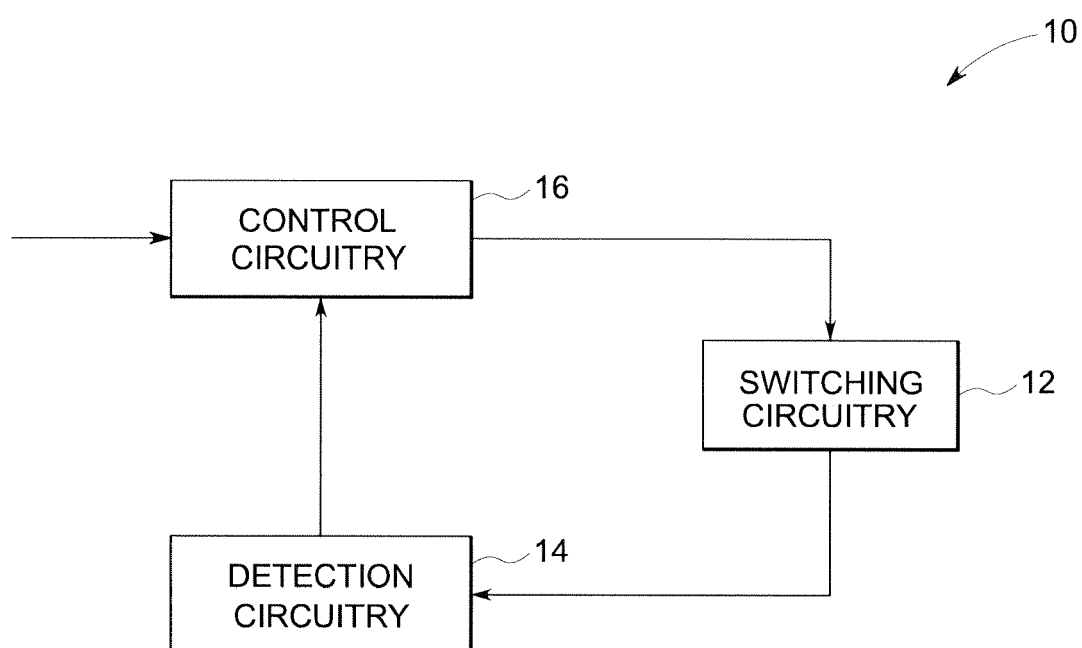 10
CONTROL
CIRCUITRY
16
SWITCHING
CIRCUITRY
12
DETECTION
CIRCUITRY
14